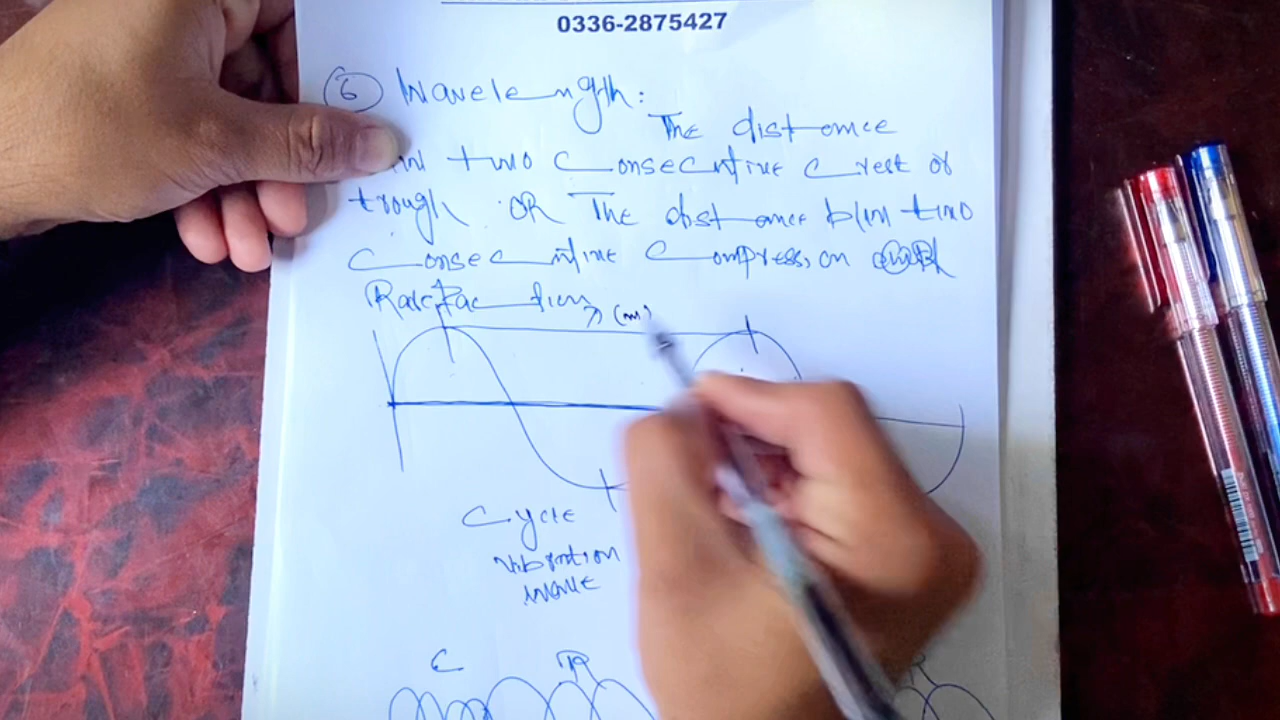 0336-2875427
6 Wavelength:
The distance
two Consecutive Crest or
trough OR The distance b/w two
Consecutive Compression
Rarefaction (m)
Cycle
vibration
wave
C R